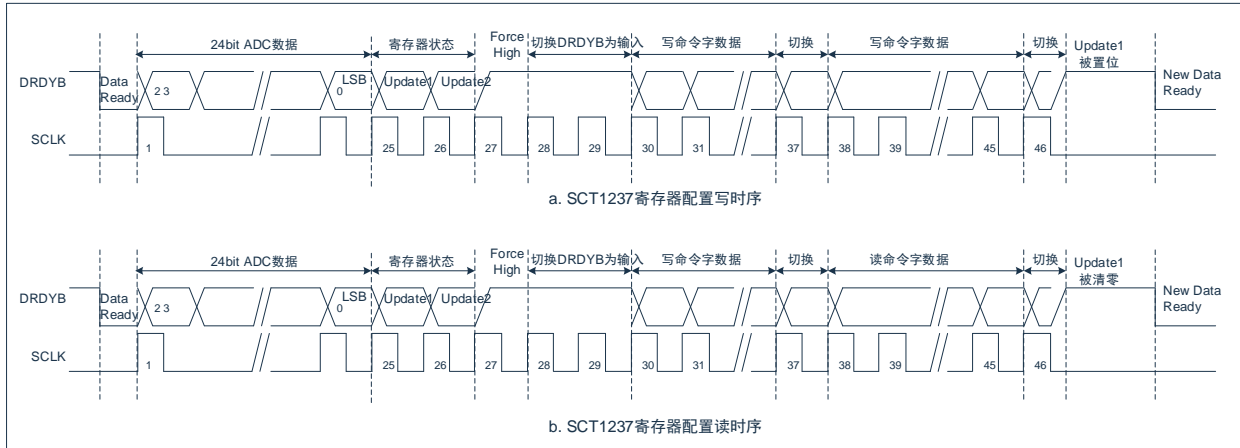 24bit ADC数据 寄存器状态 Force High 切换DRDYB为输入 写命令字数据 切换 写命令字数据 切换 Update1 被置位
DRDYB Data Ready 23 LSB 0 Update1 Update2 New Data Ready
SCLK 1 25 26 27 28 29 30 31 37 38 39 45 46
a. SCT1237寄存器配置写时序
24bit ADC数据 寄存器状态 Force High 切换DRDYB为输入 写命令字数据 切换 读命令字数据 切换 Update1 被清零
DRDYB Data Ready 23 LSB 0 Update1 Update2 New Data Ready
SCLK 1 25 26 27 28 29 30 31 37 38 39 45 46
b. SCT1237寄存器配置读时序